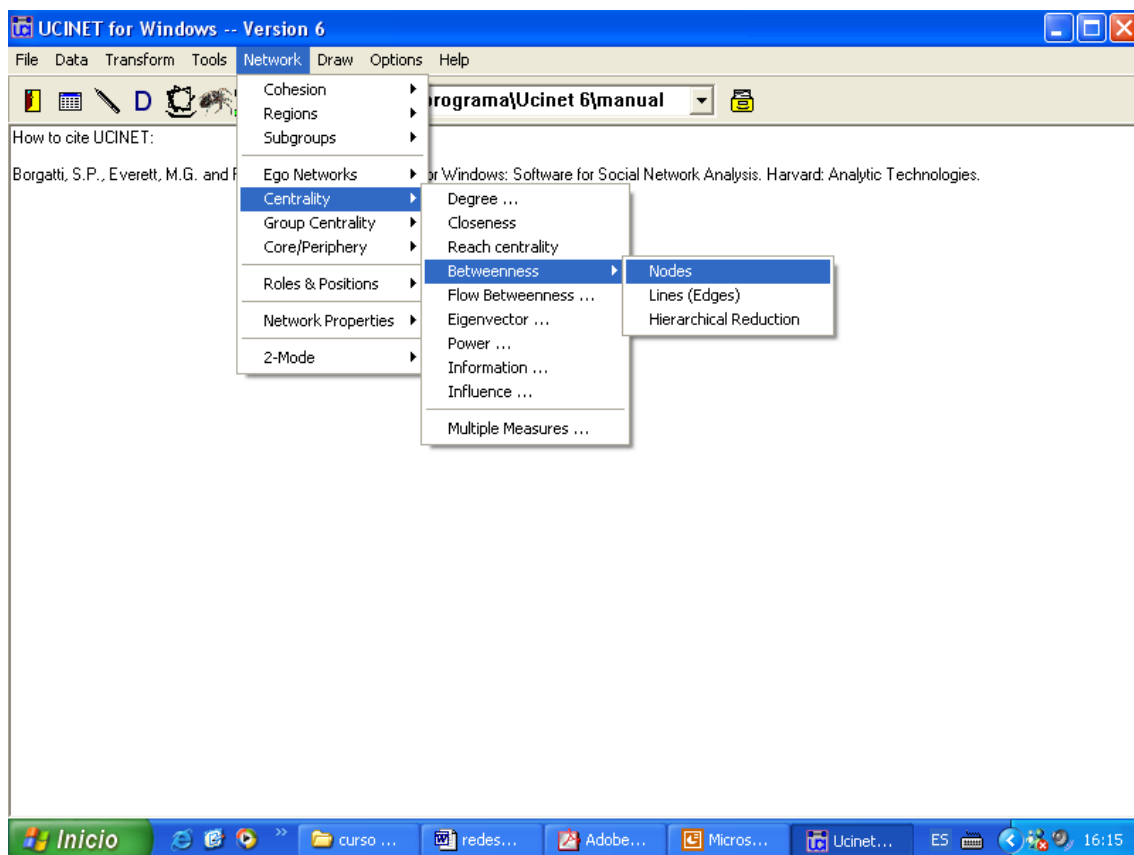 UCINET for Windows -- Version 6
File Data Transform Tools Network Draw Options Help
D
rograma\Ucinet 6\manual
How to cite UCINET:
Borgatti, S.P., Everett, M.G. and
or Windows: Software for Social Network Analysis. Harvard: Analytic Technologies.
Cohesion
Regions
Subgroups
Ego Networks
Centrality
Group Centrality
Core/Periphery
Roles & Positions
Network Properties
2-Mode
Degree ...
Closeness
Reach centrality
Betweenness
Flow Betweenness ...
Eigenvector ...
Power ...
Information ...
Influence ...
Multiple Measures ...
Nodes
Lines (Edges)
Hierarchical Reduction
Inicio
curso ...
redes...
Adobe...
Micros...
Ucinet...
ES
16:15